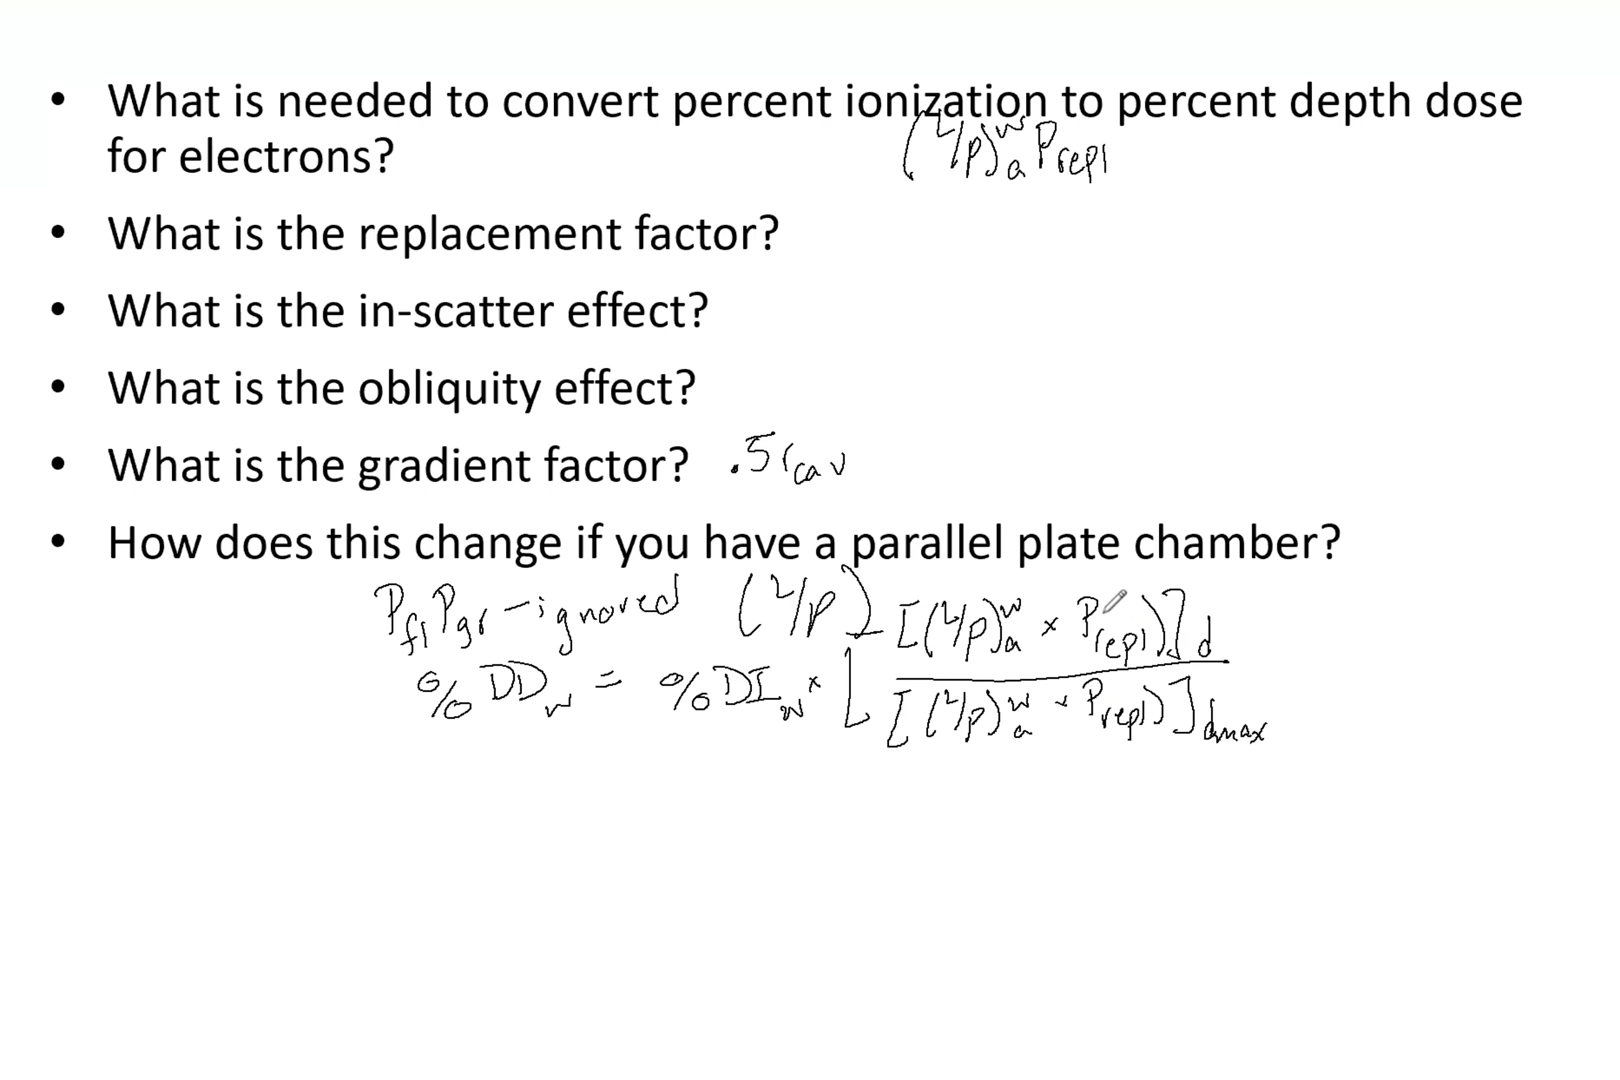 • What is needed to convert percent ionization to percent depth dose
for electrons? (L/ρ)ʷₐ Prepl
• What is the replacement factor?
• What is the in-scatter effect?
• What is the obliquity effect?
• What is the gradient factor? .5rcav
• How does this change if you have a parallel plate chamber?
Pfl Pgr - ignored (L/ρ) [(L/ρ)ʷₐ × Prepl)]d
%DDw = %DIw × [
[(L/ρ)ʷₐ × Prepl)]dmax